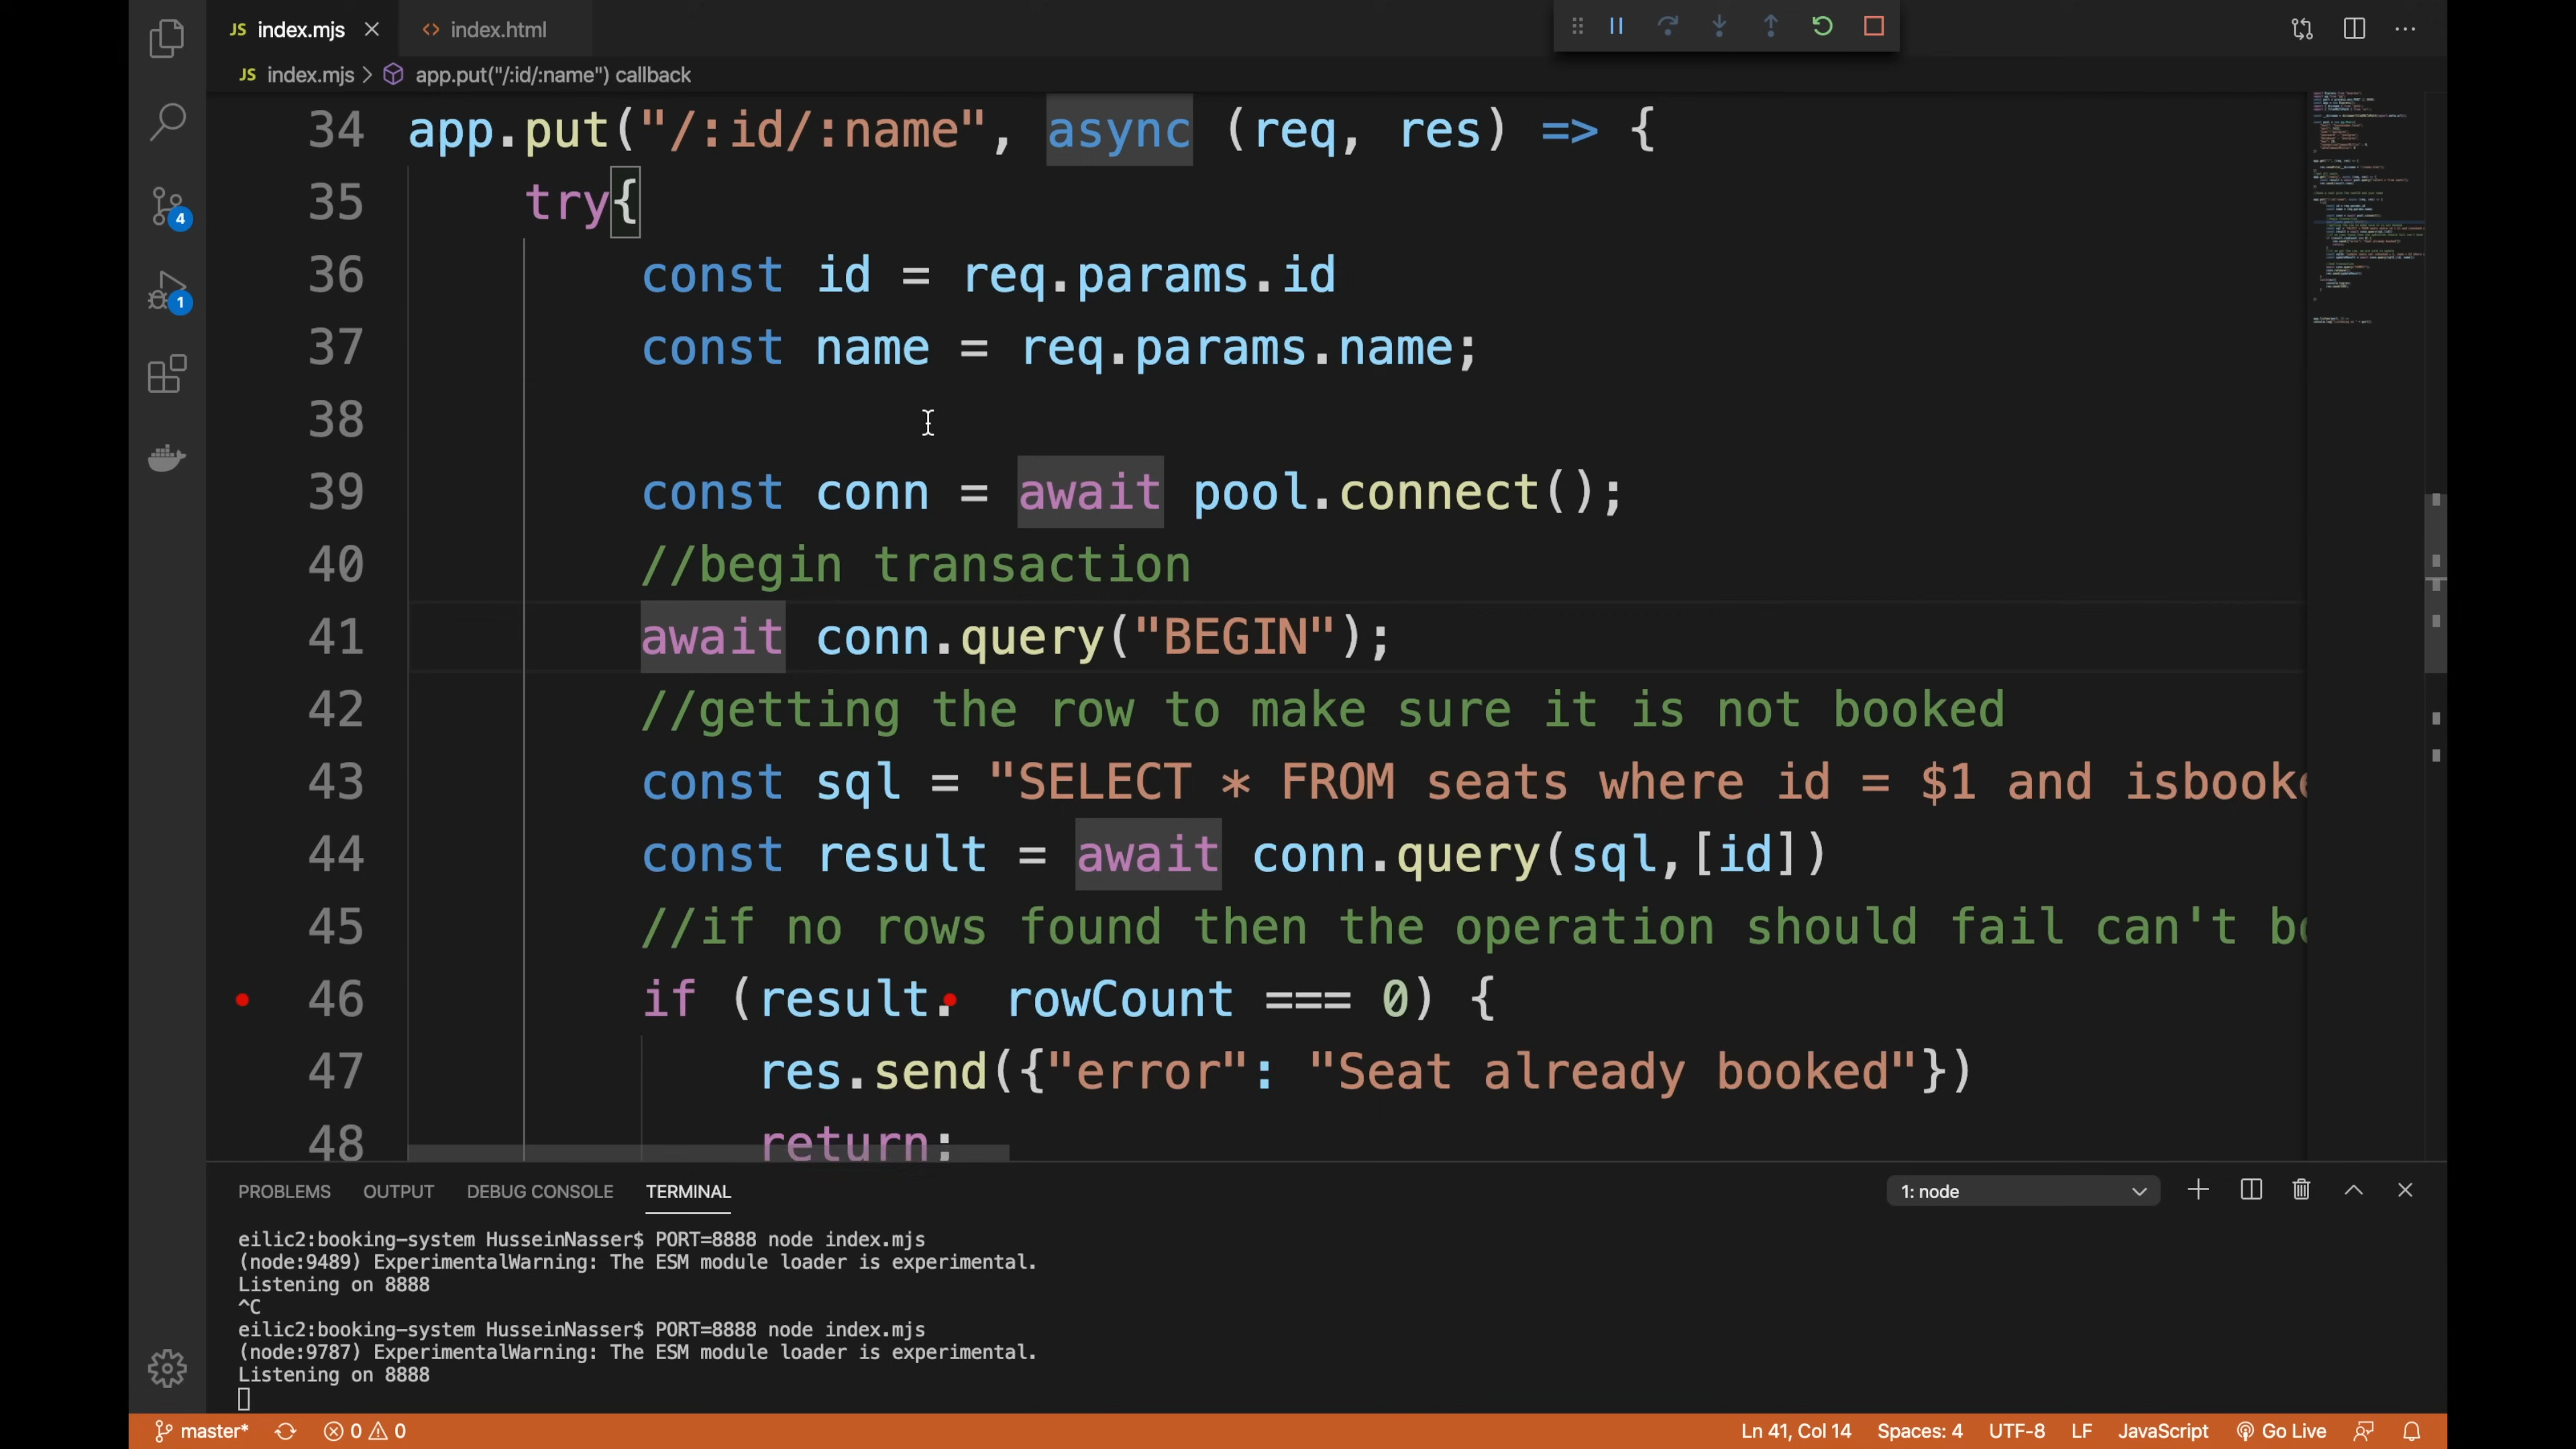 JS index.mjs
<> index.html
JS index.mjs > app.put("/:id/:name") callback
34 app.put("/:id/:name", async (req, res) => {
35 try{
36 const id = req.params.id
37 const name = req.params.name;
38
39 const conn = await pool.connect();
40 //begin transaction
41 await conn.query("BEGIN");
42 //getting the row to make sure it is not booked
43 const sql = "SELECT * FROM seats where id = $1 and isbooke
44 const result = await conn.query(sql,[id])
45 //if no rows found then the operation should fail can't bo
46 if (result. rowCount === 0) {
47 res.send({"error": "Seat already booked"})
48 return;
4
1
PROBLEMS OUTPUT DEBUG CONSOLE TERMINAL 1: node
eilic2:booking-system HusseinNasser$ PORT=8888 node index.mjs
(node:9489) ExperimentalWarning: The ESM module loader is experimental.
Listening on 8888
^C
eilic2:booking-system HusseinNasser$ PORT=8888 node index.mjs
(node:9787) ExperimentalWarning: The ESM module loader is experimental.
Listening on 8888
master* 0 0 Ln 41, Col 14 Spaces: 4 UTF-8 LF JavaScript Go Live